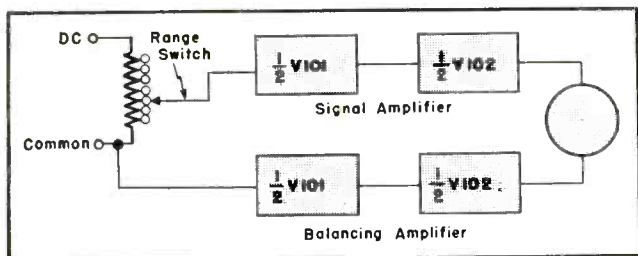 DC
Range
Switch
1/2 V101
1/2 V102
Signal Amplifier
Common
1/2 V101
1/2 V102
Balancing Amplifier